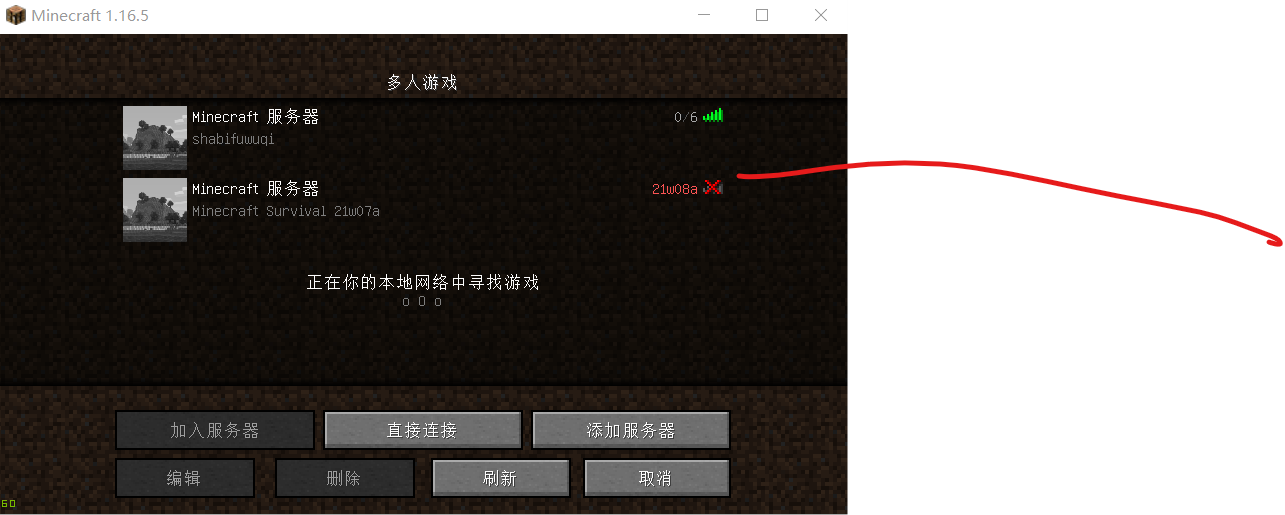 Minecraft 1.16.5
多人游戏
Minecraft 服务器
0/6
shabifuwuqi
Minecraft 服务器
21w08a
Minecraft Survival 21w07a
正在你的本地网络中寻找游戏
o O o
加入服务器 直接连接 添加服务器
编辑 删除 刷新 取消
60